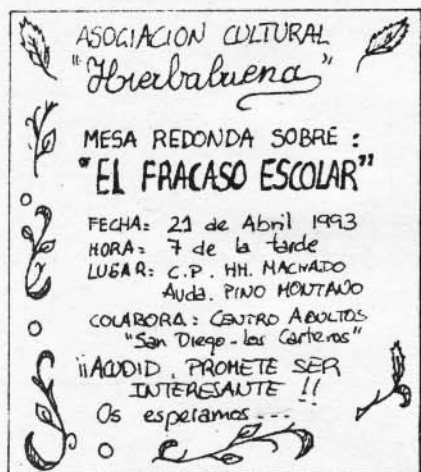 ASOCIACION CULTURAL
"Hierbabuena"
MESA REDONDA SOBRE :
"EL FRACASO ESCOLAR"
FECHA: 21 de Abril 1993
HORA: 7 de la tarde
LUGAR: C.P. HH. MACHADO
Avda. PINO MONTANO
COLABORA: CENTRO ADULTOS
"San Diego - los Carteros"
¡¡ACUDID, PROMETE SER
INTERESANTE !!
Os esperamos ...